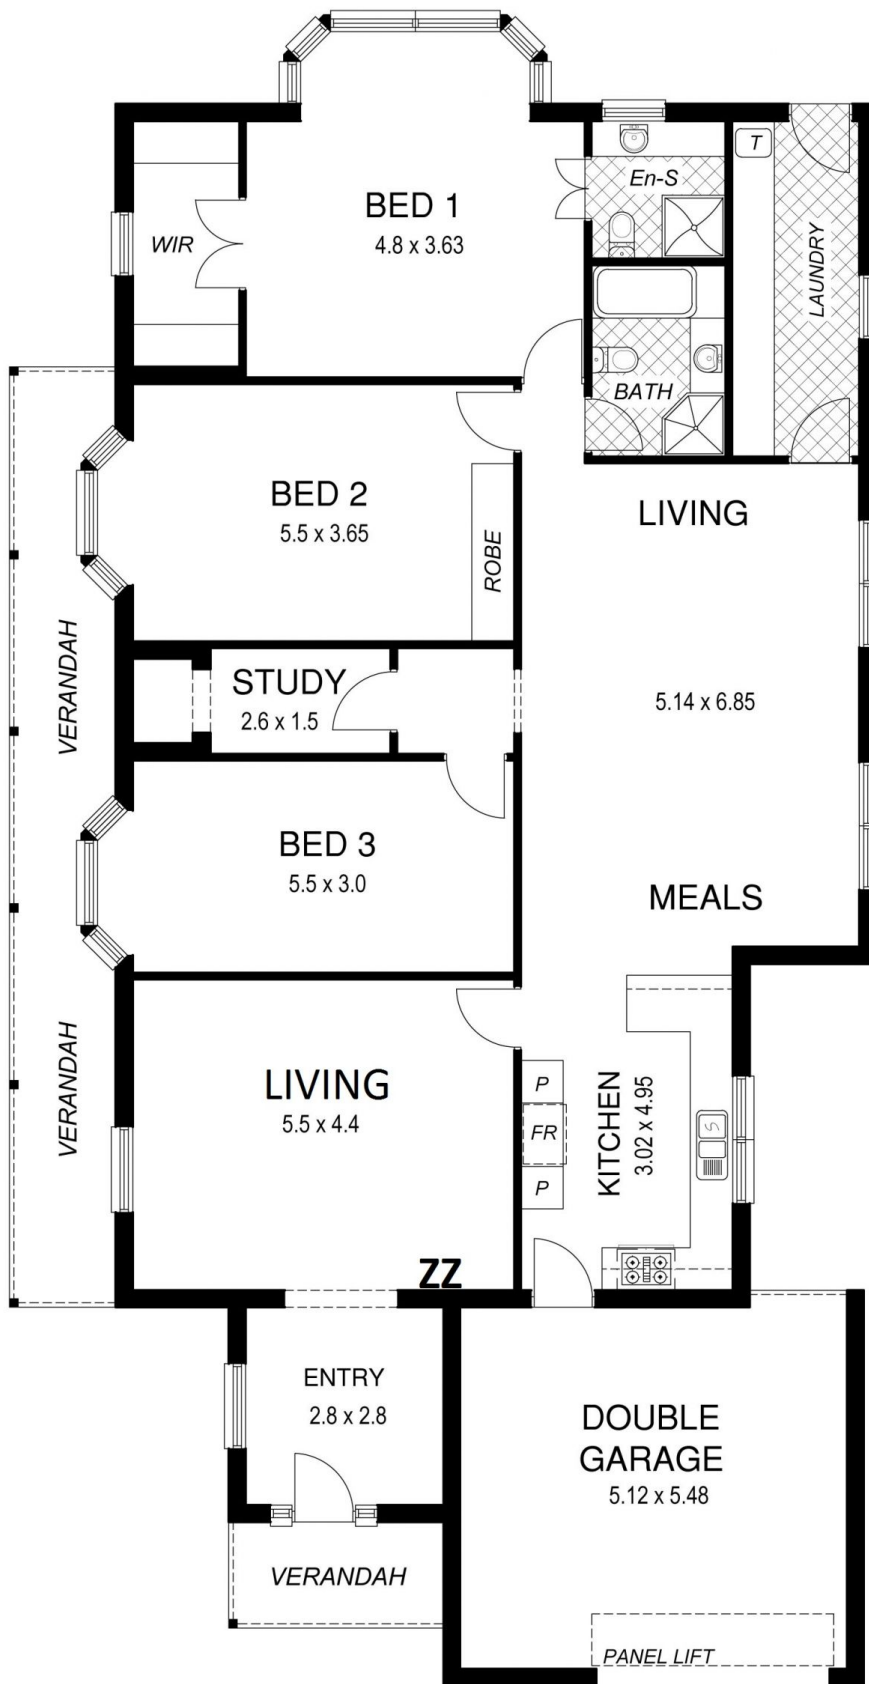 BED 1
4.8 x 3.63
WIR
En-S
T
LAUNDRY
BATH
BED 2
5.5 x 3.65
ROBE
LIVING
VERANDAH
STUDY
2.6 x 1.5
5.14 x 6.85
BED 3
5.5 x 3.0
MEALS
VERANDAH
LIVING
5.5 x 4.4
P
FR
P
KITCHEN
3.02 x 4.95
S
ZZ
ENTRY
2.8 x 2.8
DOUBLE
GARAGE
5.12 x 5.48
VERANDAH
PANEL LIFT